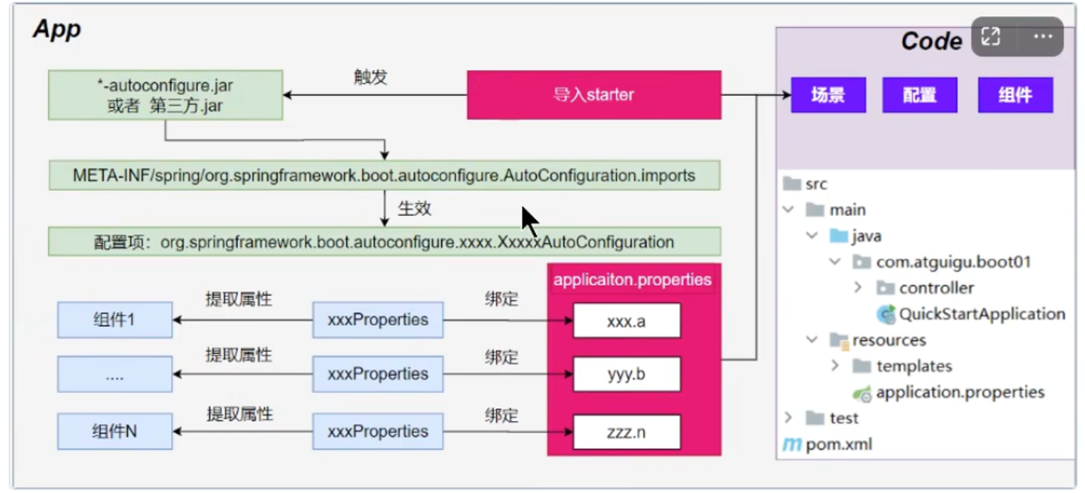 App
Code
*-autoconfigure.jar
或者 第三方.jar
触发
导入starter
场景
配置
组件
META-INF/spring/org.springframework.boot.autoconfigure.AutoConfiguration.imports
生效
配置项：org.springframework.boot.autoconfigure.xxxx.XxxxxAutoConfiguration
applicaiton.properties
组件1
提取属性
xxxProperties
绑定
xxx.a
....
提取属性
xxxProperties
绑定
yyy.b
组件N
提取属性
xxxProperties
绑定
zzz.n
src
main
java
com.atguigu.boot01
controller
QuickStartApplication
resources
templates
application.properties
test
pom.xml